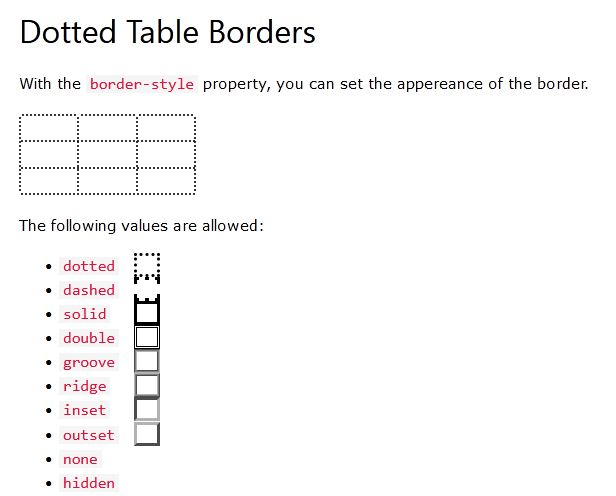 Dotted Table Borders
With the border-style property, you can set the appereance of the border.
The following values are allowed:
dotted
dashed
solid
double
groove
ridge
inset
outset
none
hidden